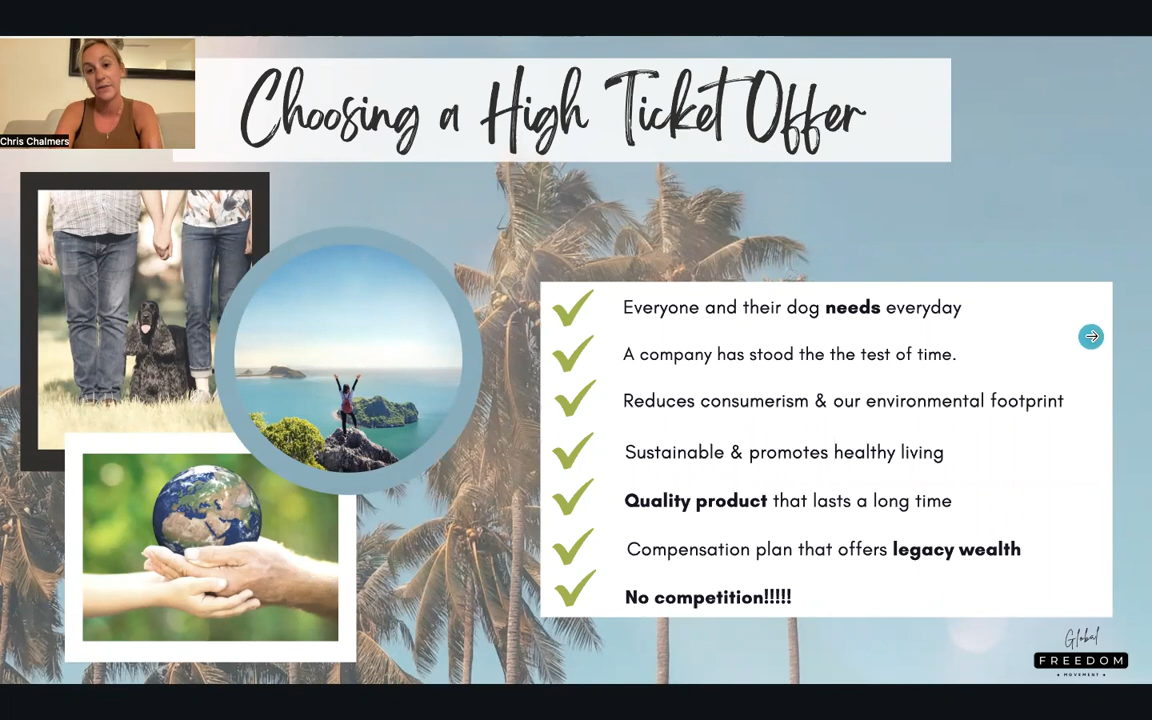 Choosing a High Ticket Offer
Chris Chalmers
Everyone and their dog needs everyday
A company has stood the the test of time.
Reduces consumerism & our environmental footprint
Sustainable & promotes healthy living
Quality product that lasts a long time
Compensation plan that offers legacy wealth
No competition!!!!!
Global
FREEDOM
MOVEMENT